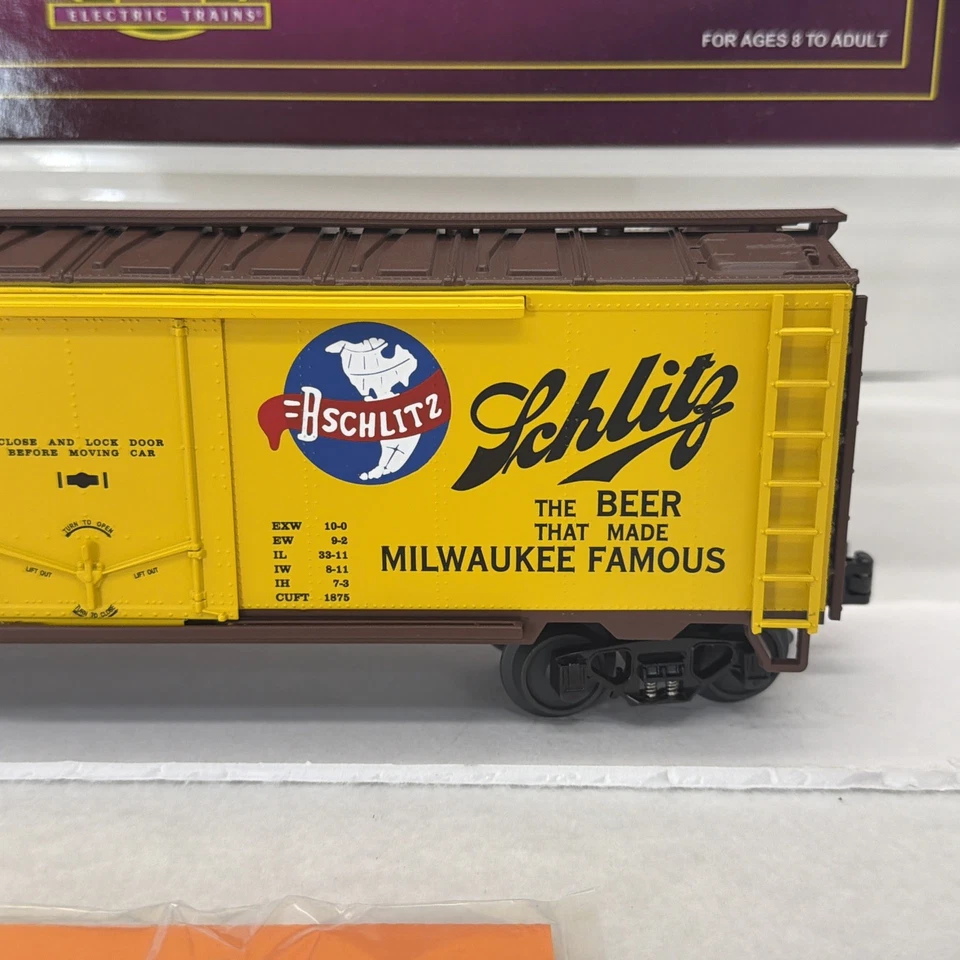 ELECTRIC TRAINS
FOR AGES 8 TO ADULT
BSCHLITZ
Schlitz
THE BEER
THAT MADE
MILWAUKEE FAMOUS
CLOSE AND LOCK DOOR
BEFORE MOVING CAR
TURN TO OPEN
LIFT OUT LIFT OUT
TURN TO CLOSE
EXW 10-0
EW 9-2
IL 33-11
IW 8-11
IH 7-3
CUFT 1875